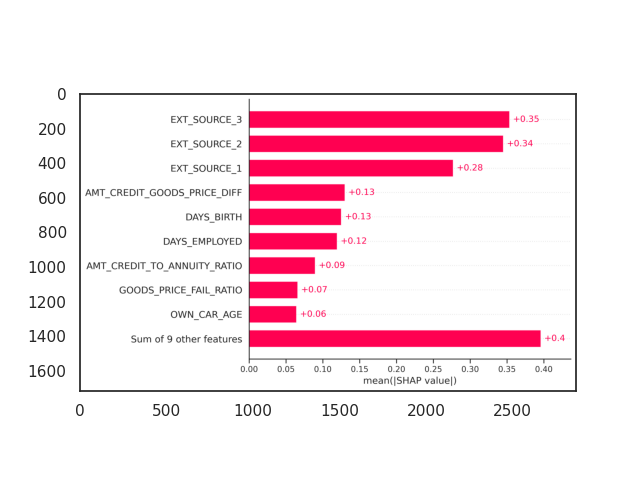 0
200
400
600
800
1000
1200
1400
1600
EXT_SOURCE_3 +0.35
EXT_SOURCE_2 +0.34
EXT_SOURCE_1 +0.28
AMT_CREDIT_GOODS_PRICE_DIFF +0.13
DAYS_BIRTH +0.13
DAYS_EMPLOYED +0.12
AMT_CREDIT_TO_ANNUITY_RATIO +0.09
GOODS_PRICE_FAIL_RATIO +0.07
OWN_CAR_AGE +0.06
Sum of 9 other features +0.4
0.00 0.05 0.10 0.15 0.20 0.25 0.30 0.35 0.40
mean(|SHAP value|)
0 500 1000 1500 2000 2500